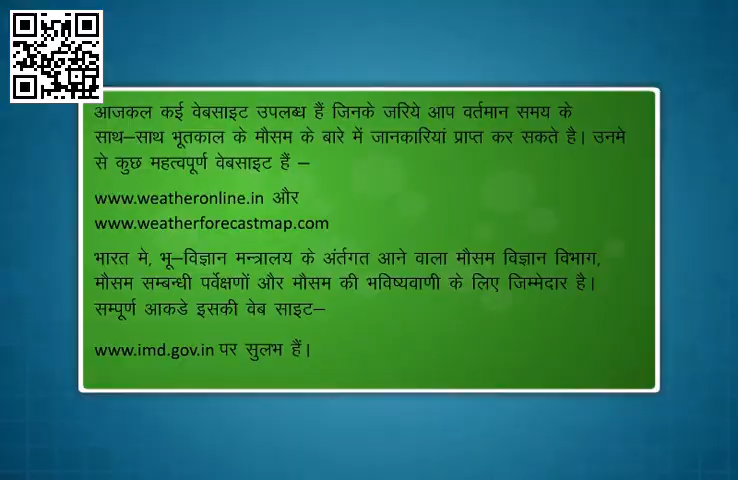 आजकल कई वेबसाइट उपलब्ध हैं जिनके जरिये आप वर्तमान समय के
साथ–साथ भूतकाल के मौसम के बारे में जानकारियां प्राप्त कर सकते है। उनमे
से कुछ महत्वपूर्ण वेबसाइट हैं –
www.weatheronline.in और
www.weatherforecastmap.com
भारत मे, भू–विज्ञान मन्त्रालय के अंर्तगत आने वाला मौसम विज्ञान विभाग,
मौसम सम्बन्धी पर्वेक्षणों और मौसम की भविष्यवाणी के लिए जिम्मेदार है।
सम्पूर्ण आकडे इसकी वेब साइट–
www.imd.gov.in पर सुलभ हैं।